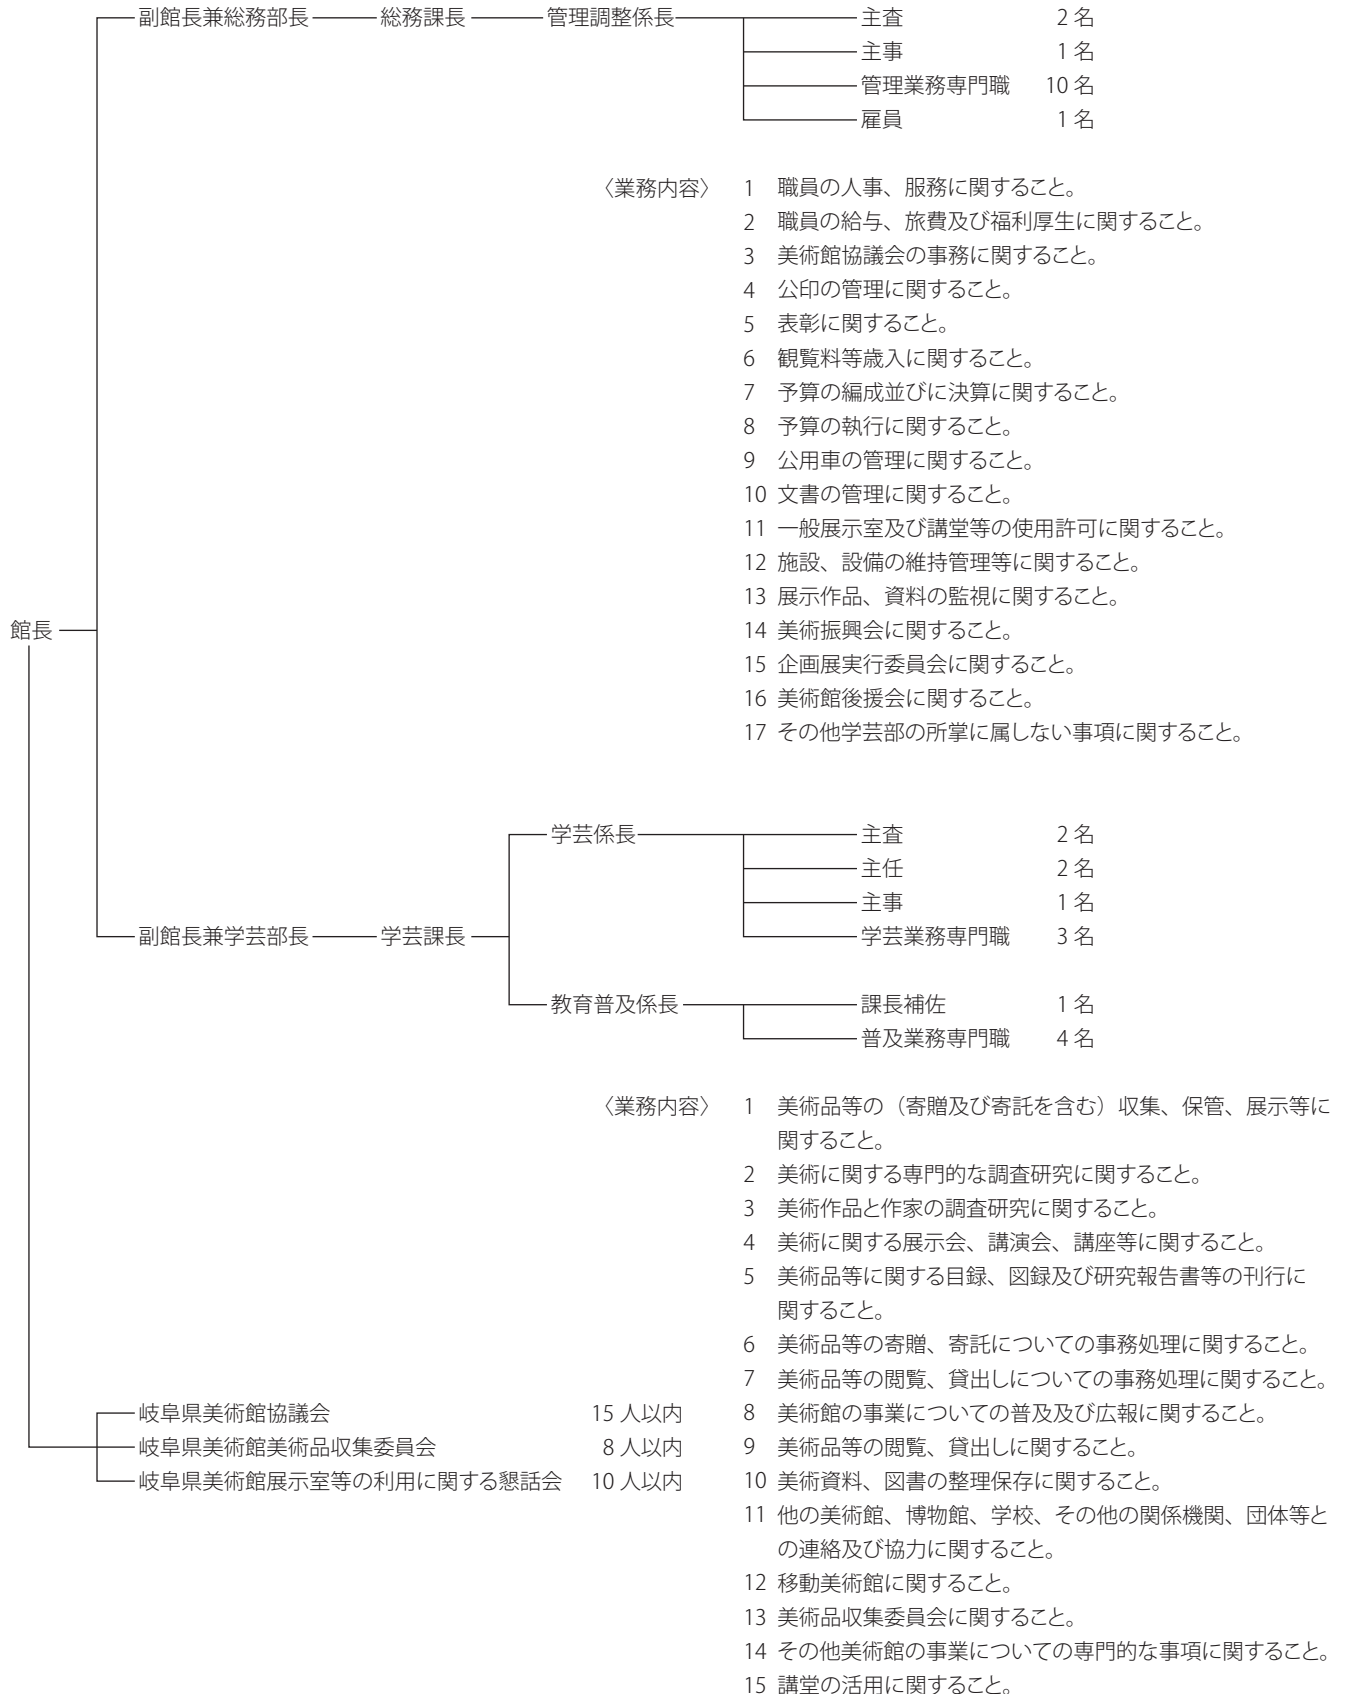 副館長兼総務部長 総務課長 管理調整係長 主査 2名
主事 1名
管理業務専門職 10名
雇員 1名
〈業務内容〉 1 職員の人事、服務に関すること。
2 職員の給与、旅費及び福利厚生に関すること。
3 美術館協議会の事務に関すること。
4 公印の管理に関すること。
5 表彰に関すること。
6 観覧料等歳入に関すること。
7 予算の編成並びに決算に関すること。
8 予算の執行に関すること。
9 公用車の管理に関すること。
10 文書の管理に関すること。
11 一般展示室及び講堂等の使用許可に関すること。
12 施設、設備の維持管理等に関すること。
13 展示作品、資料の監視に関すること。
館長
14 美術振興会に関すること。
15 企画展実行委員会に関すること。
16 美術館後援会に関すること。
17 その他学芸部の所掌に属しない事項に関すること。
学芸係長 主査 2名
主任 2名
主事 1名
副館長兼学芸部長 学芸課長 学芸業務専門職 3名
教育普及係長 課長補佐 1名
普及業務専門職 4名
〈業務内容〉 1 美術品等の（寄贈及び寄託を含む）収集、保管、展示等に
関すること。
2 美術に関する専門的な調査研究に関すること。
3 美術作品と作家の調査研究に関すること。
4 美術に関する展示会、講演会、講座等に関すること。
5 美術品等に関する目録、図録及び研究報告書等の刊行に
関すること。
6 美術品等の寄贈、寄託についての事務処理に関すること。
7 美術品等の閲覧、貸出しについての事務処理に関すること。
8 美術館の事業についての普及及び広報に関すること。
9 美術品等の閲覧、貸出しに関すること。
10 美術資料、図書の整理保存に関すること。
11 他の美術館、博物館、学校、その他の関係機関、団体等と
の連絡及び協力に関すること。
12 移動美術館に関すること。
13 美術品収集委員会に関すること。
14 その他美術館の事業についての専門的な事項に関すること。
15 講堂の活用に関すること。
岐阜県美術館協議会 15人以内
岐阜県美術館美術品収集委員会 8人以内
岐阜県美術館展示室等の利用に関する懇話会 10人以内